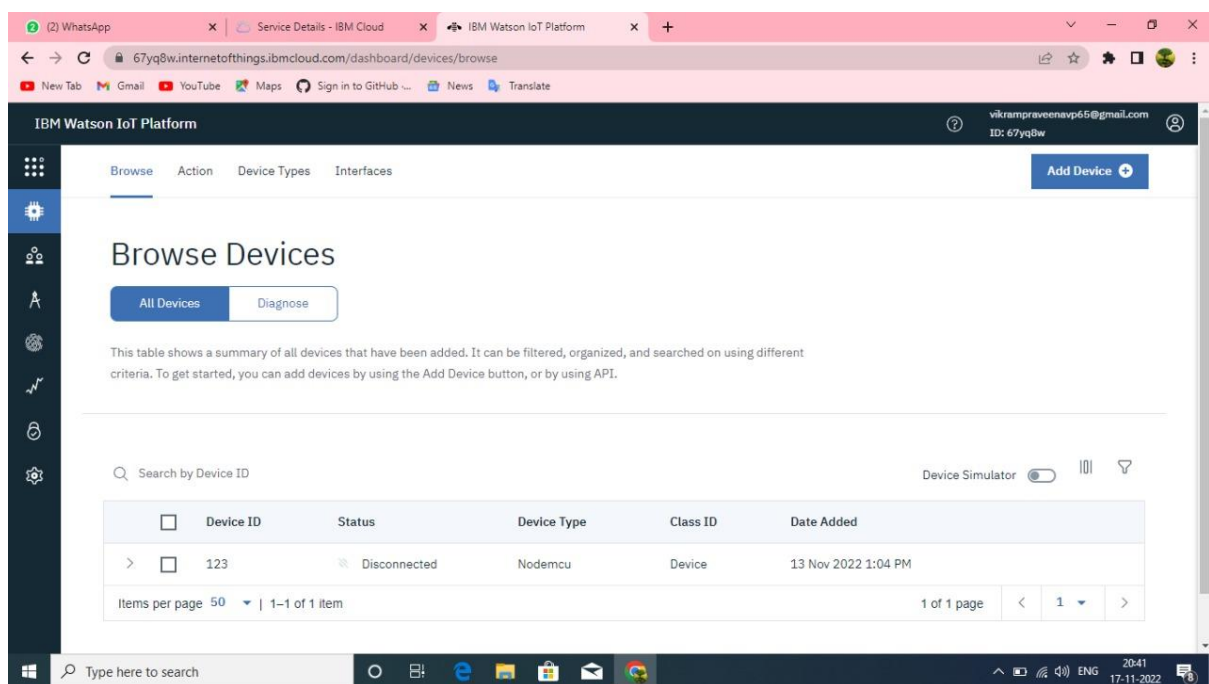 (2) WhatsApp
Service Details - IBM Cloud
IBM Watson IoT Platform
67yq8w.internetofthings.ibmcloud.com/dashboard/devices/browse
New Tab Gmail YouTube Maps Sign in to GitHub -... News Translate
IBM Watson IoT Platform
vikrampraveenavp65@gmail.com
ID: 67yq8w
Browse Action Device Types Interfaces
Add Device
Browse Devices
All Devices Diagnose
This table shows a summary of all devices that have been added. It can be filtered, organized, and searched on using different
criteria. To get started, you can add devices by using the Add Device button, or by using API.
Search by Device ID
Device Simulator
Device ID Status Device Type Class ID Date Added
123 Disconnected Nodemcu Device 13 Nov 2022 1:04 PM
Items per page 50 | 1–1 of 1 item
1 of 1 page < 1 >
Type here to search
ENG
20:41
17-11-2022
8